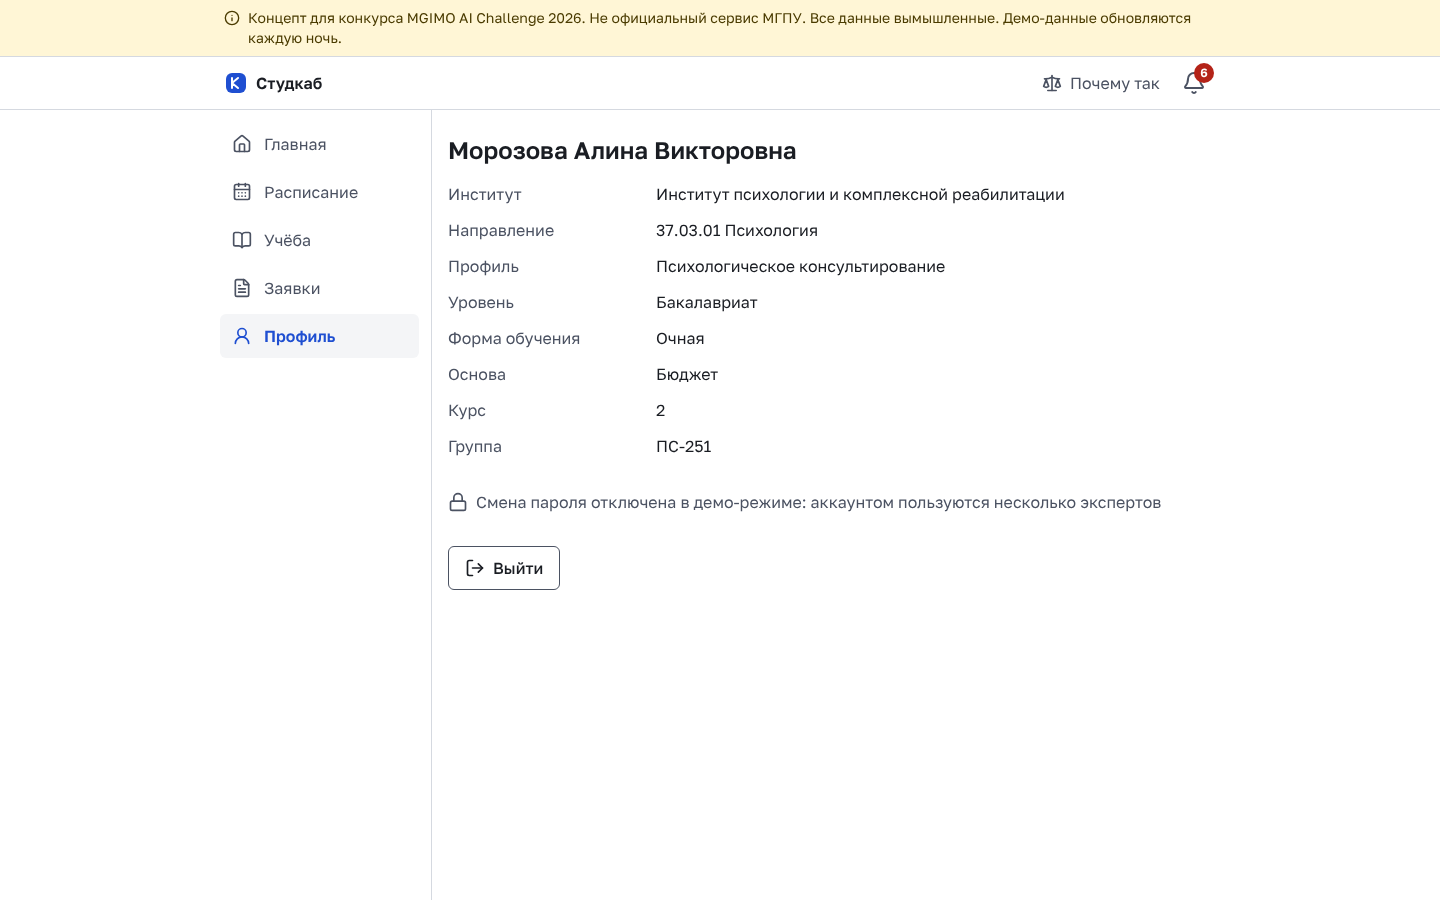 Концепт для конкурса MGIMO AI Challenge 2026. Не официальный сервис МГПУ. Все данные вымышленные. Демо-данные обновляются
каждую ночь.
Студкаб
Почему так
6
Главная
Расписание
Учёба
Заявки
Профиль
Морозова Алина Викторовна
Институт Институт психологии и комплексной реабилитации
Направление 37.03.01 Психология
Профиль Психологическое консультирование
Уровень Бакалавриат
Форма обучения Очная
Основа Бюджет
Курс 2
Группа ПС-251
Смена пароля отключена в демо-режиме: аккаунтом пользуются несколько экспертов
Выйти